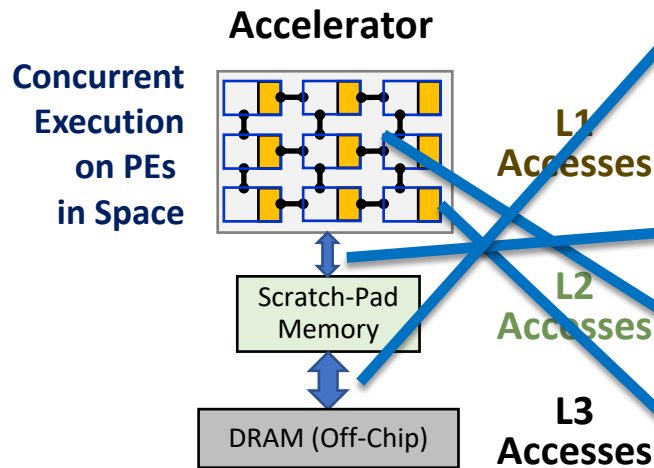 Accelerator
Concurrent
Execution
on PEs
in Space
L1
Accesses
Scratch-Pad
Memory
L2
Accesses
DRAM (Off-Chip)
L3
Accesses